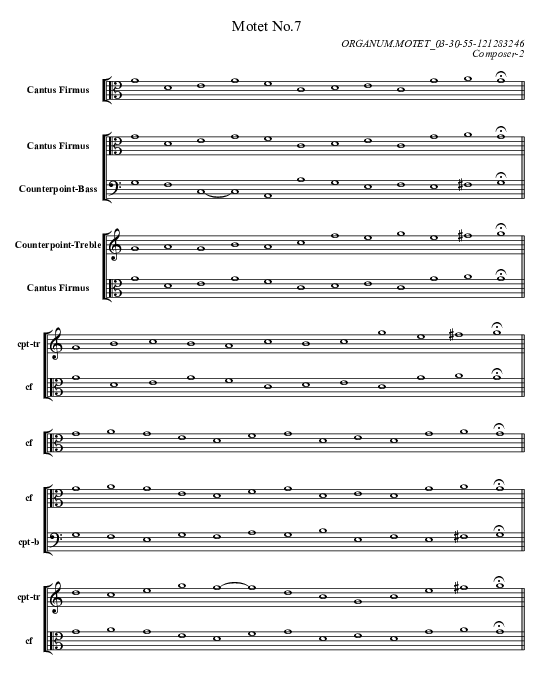 Motet No.7
ORGANUM.MOTET_03-30-55-121283246
Composer-2
Cantus Firmus
Cantus Firmus
Counterpoint-Bass
Counterpoint-Treble
Cantus Firmus
cpt-tr
cf
cf
cf
cpt-b
cpt-tr
cf